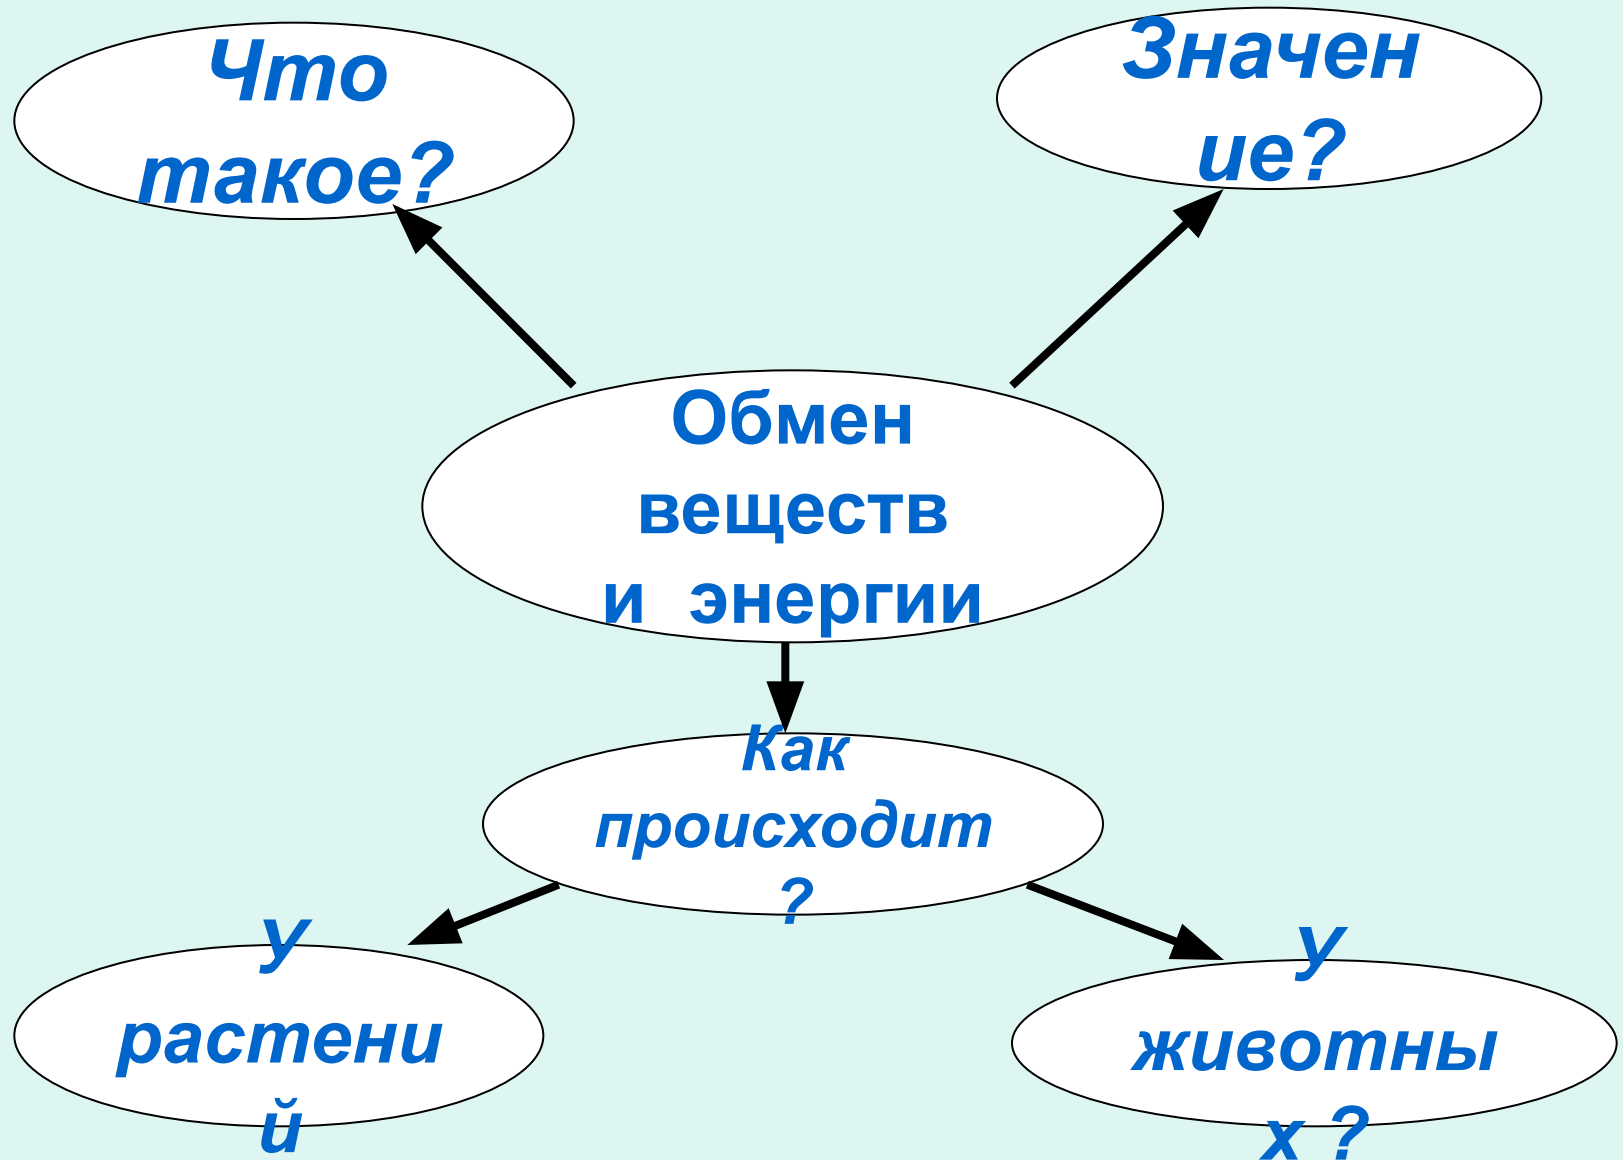 Что
такое?
Значен
ие?
Обмен
веществ
и энергии
Как
происходит
?
У
растени
й
У
животны
х ?